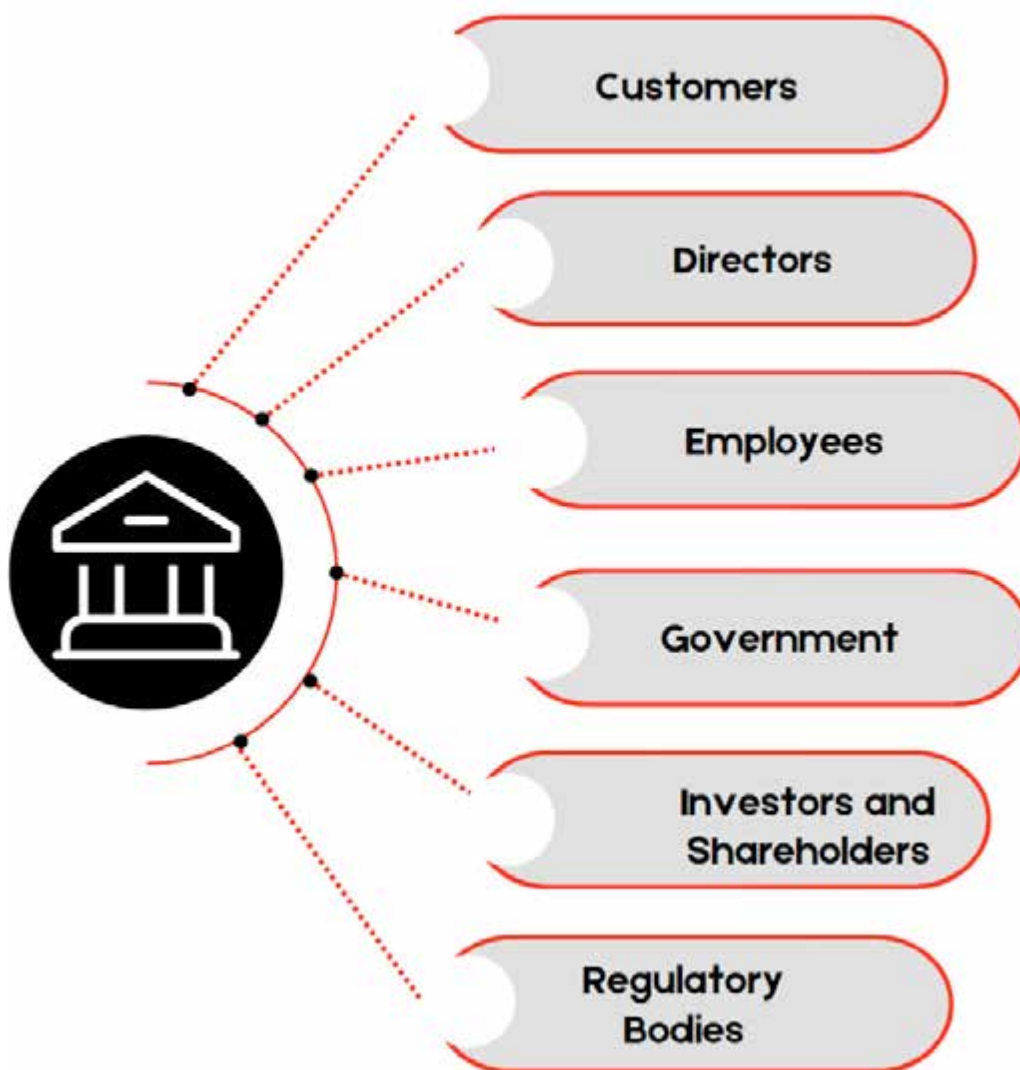 Customers
Directors
Employees
Government
Investors and
Shareholders
Regulatory
Bodies